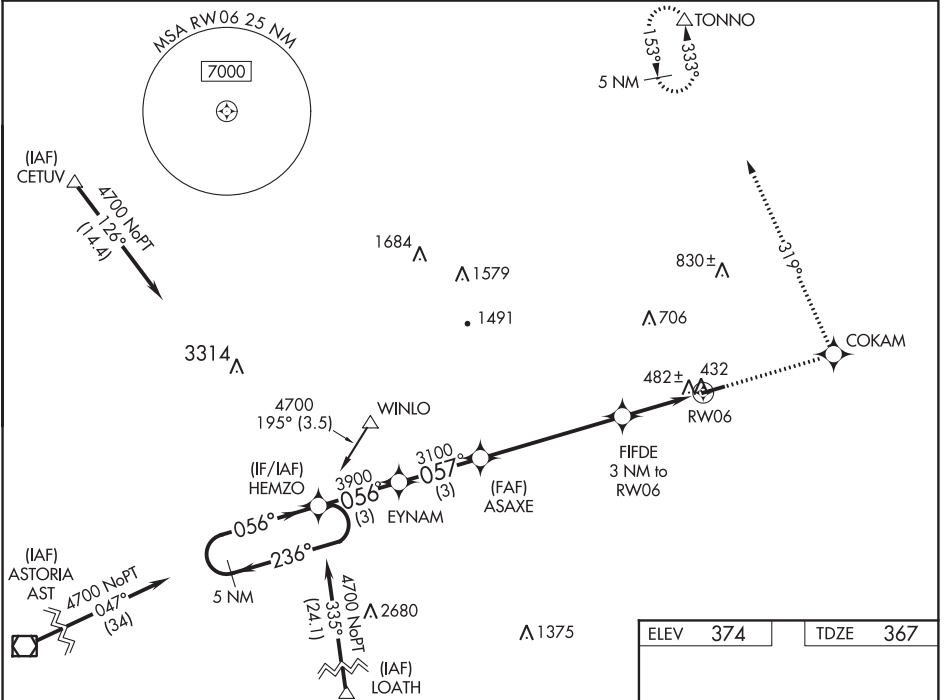 MSA RW06 25 NM
7000
TONNO
153°
333°
5 NM
(IAF)
CETUV
4700 NoPT
126°
(14.4)
1684
1579
1491
830±
706
319°
COKAM
3314
482±
432
RW06
4700
195° (3.5)
WINLO
(IF/IAF)
HEMZO
3900
056°
(3)
EYNAM
3100
057°
(3)
(FAF)
ASAXE
FIFDE
3 NM to
RW06
056°
236°
5 NM
(IAF)
ASTORIA
AST
4700 NoPT
047°
(34)
4700 NoPT
335°
(24.1)
(IAF)
LOATH
2680
1375
ELEV 374
TDZE 367